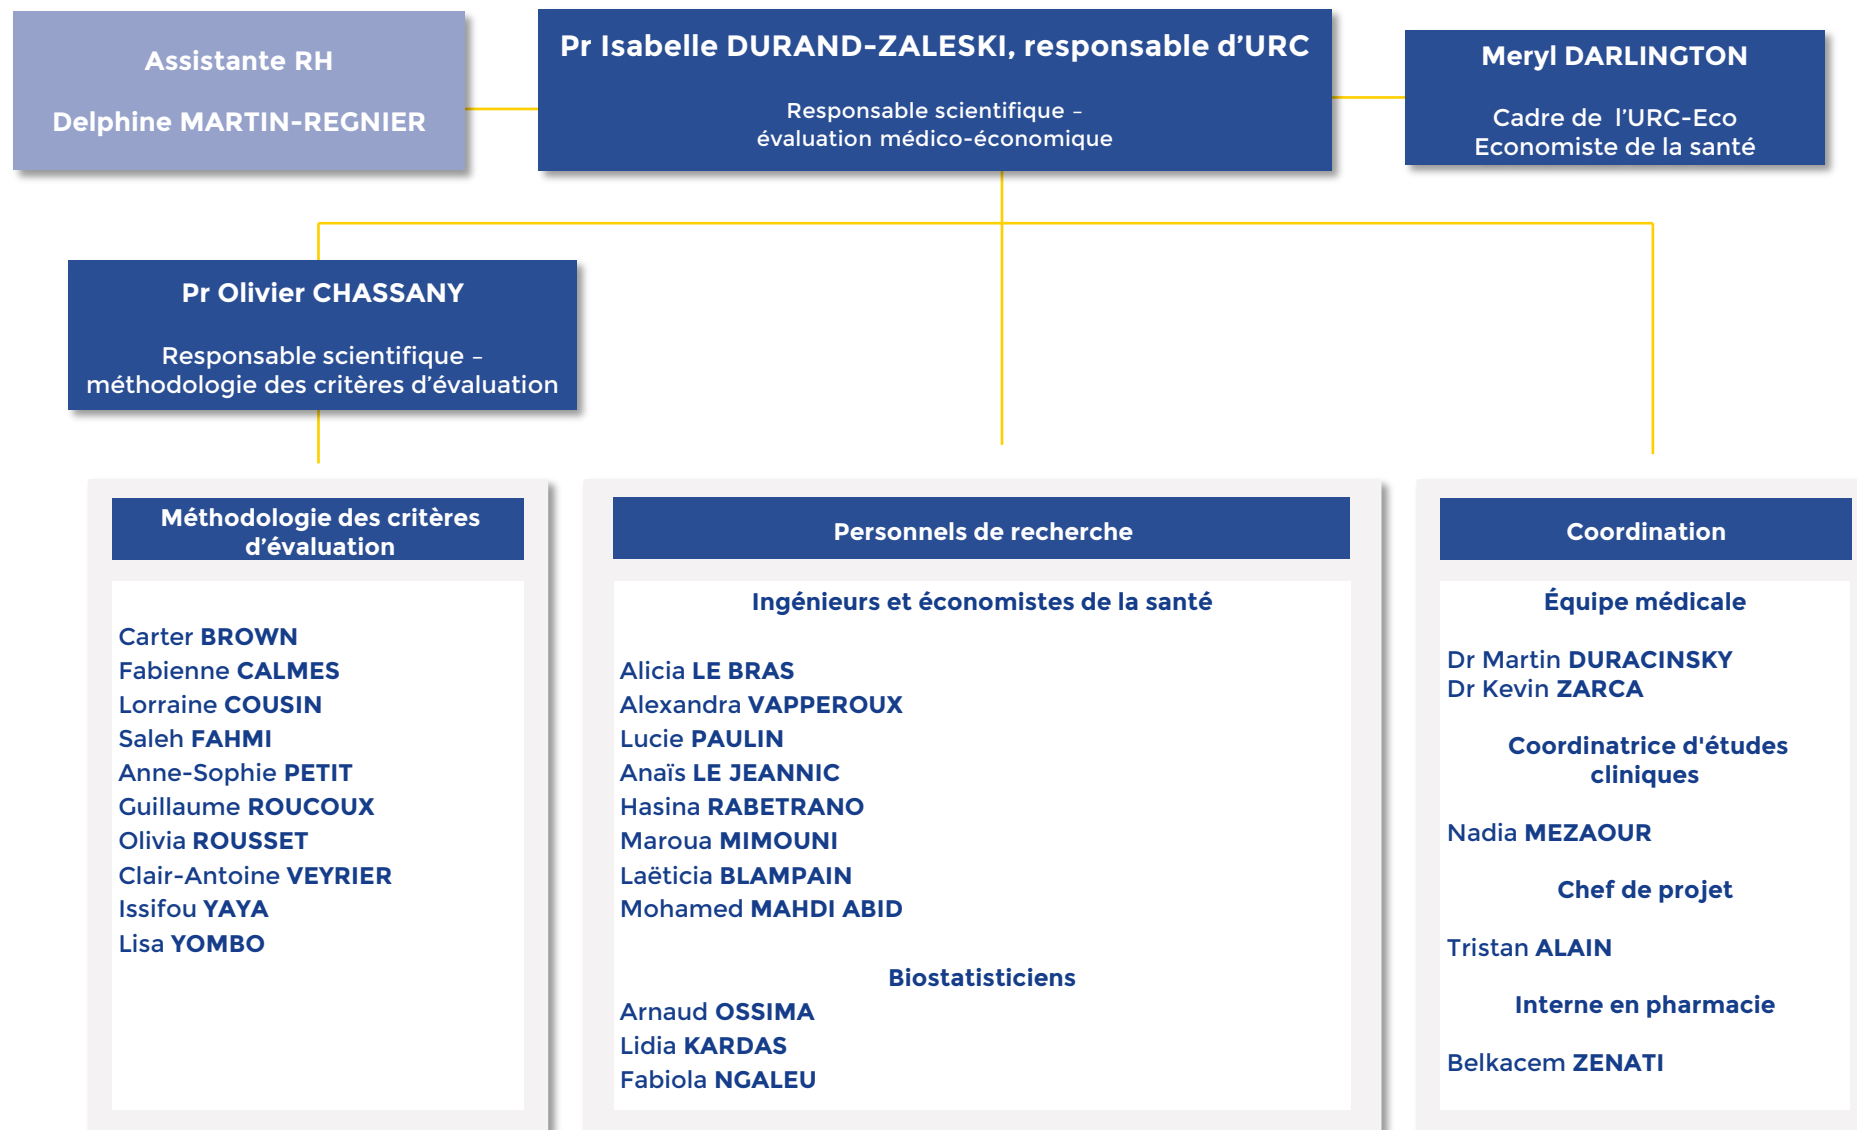 Assistante RH
Delphine MARTIN-REGNIER
Pr Isabelle DURAND-ZALESKI, responsable d’URC
Responsable scientifique –
évaluation médico-économique
Meryl DARLINGTON
Cadre de l’URC-Eco
Economiste de la santé
Pr Olivier CHASSANY
Responsable scientifique –
méthodologie des critères d’évaluation
Méthodologie des critères
d’évaluation
Carter BROWN
Fabienne CALMES
Lorraine COUSIN
Saleh FAHMI
Anne-Sophie PETIT
Guillaume ROUCOUX
Olivia ROUSSET
Clair-Antoine VEYRIER
Issifou YAYA
Lisa YOMBO
Personnels de recherche
Ingénieurs et économistes de la santé
Alicia LE BRAS
Alexandra VAPPEROUX
Lucie PAULIN
Anaïs LE JEANNIC
Hasina RABETRANO
Maroua MIMOUNI
Laëticia BLAMPAIN
Mohamed MAHDI ABID
Biostatisticiens
Arnaud OSSIMA
Lidia KARDAS
Fabiola NGALEU
Coordination
Équipe médicale
Dr Martin DURACINSKY
Dr Kevin ZARCA
Coordinatrice d'études
cliniques
Nadia MEZAOUR
Chef de projet
Tristan ALAIN
Interne en pharmacie
Belkacem ZENATI